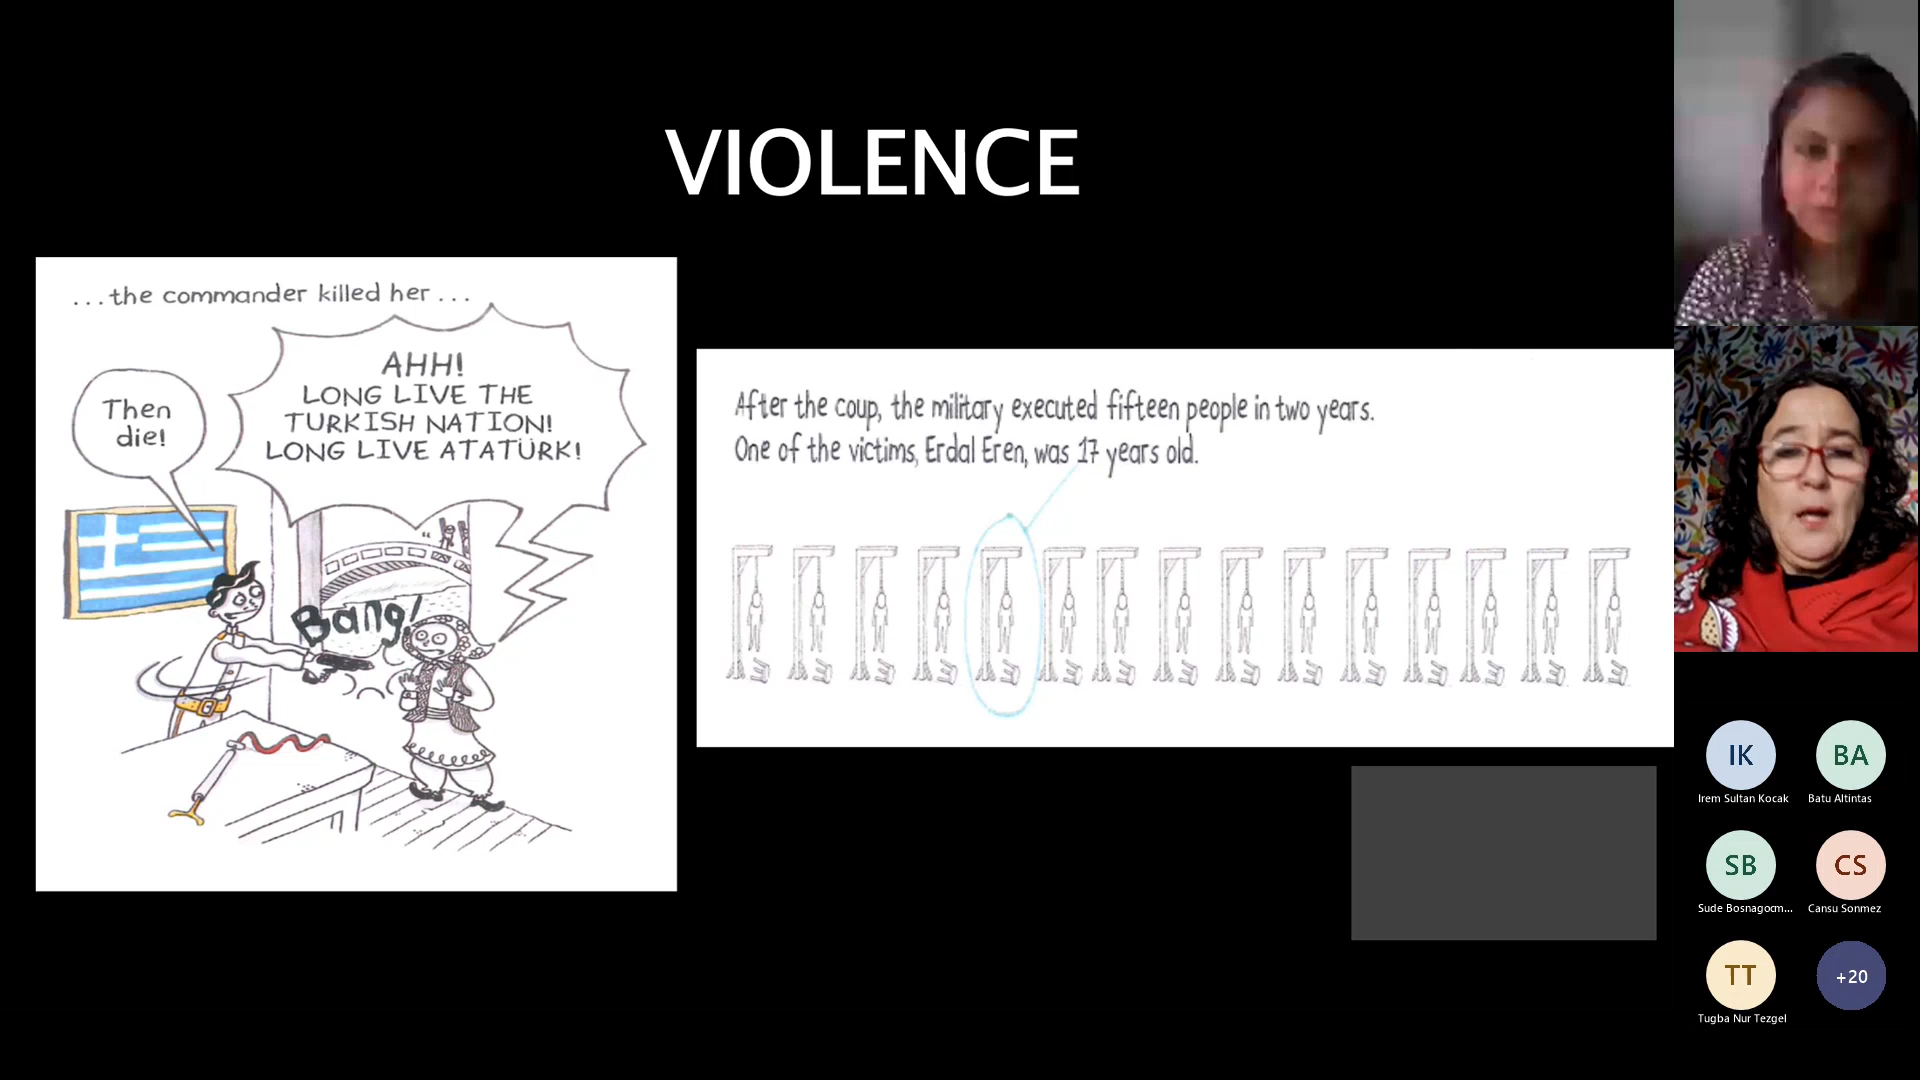 VIOLENCE
...the commander killed her...
AHH!
LONG LIVE THE
TURKISH NATION!
LONG LIVE ATATÜRK!
Then
die!
Bang!
After the coup, the military executed fifteen people in two years.
One of the victims, Erdal Eren, was 17 years old.
IK
Irem Sultan Kocak
BA
Batu Altintas
SB
Sude Bosnagocm...
CS
Cansu Sonmez
TT
Tugba Nur Tezgel
+20